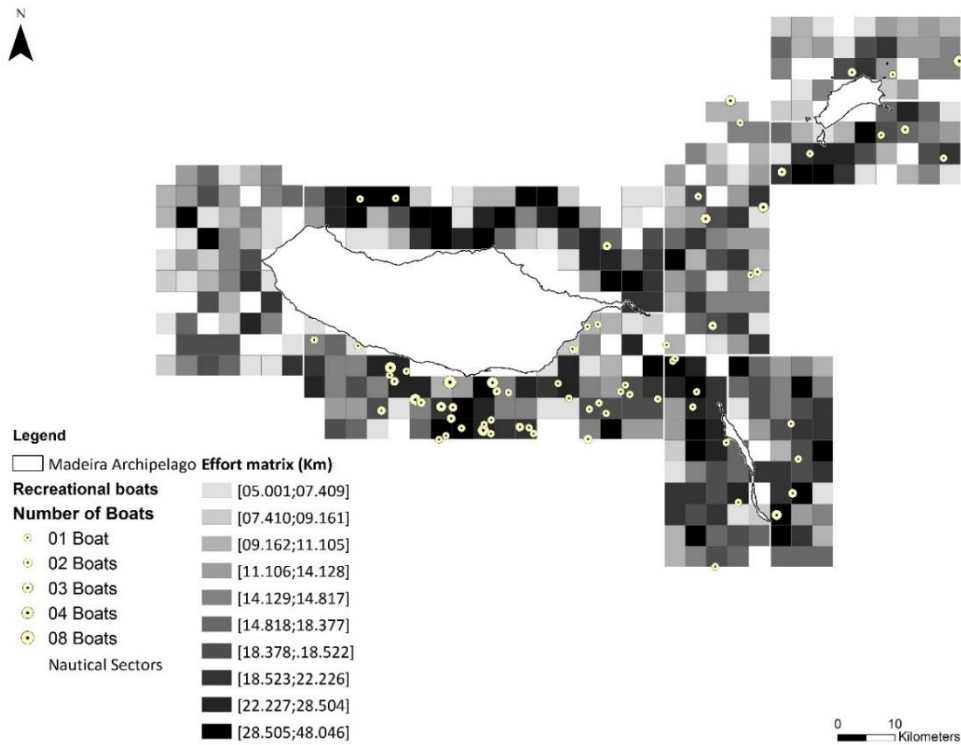 N
Legend
Madeira Archipelago
Recreational boats
Number of Boats
01 Boat
02 Boats
03 Boats
04 Boats
08 Boats
Nautical Sectors
Effort matrix (Km)
[05.001;07.409]
[07.410;09.161]
[09.162;11.105]
[11.106;14.128]
[14.129;14.817]
[14.818;18.377]
[18.378;.18.522]
[18.523;22.226]
[22.227;28.504]
[28.505;48.046]
0 10
Kilometers